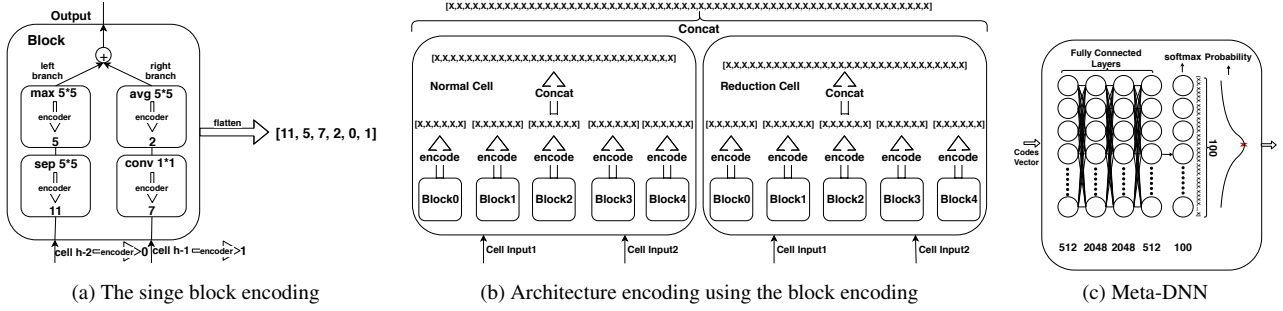 Output
Block
+
left branch
right branch
max 5*5
encoder
5
avg 5*5
encoder
2
sep 5*5
encoder
11
conv 1*1
encoder
7
cell h-2 encoder 0
cell h-1 encoder 1
flatten
[11, 5, 7, 2, 0, 1]
(a) The singe block encoding
Concat
Normal Cell
Concat
[X,X,X,X,X,X] [X,X,X,X,X,X] [X,X,X,X,X,X] [X,X,X,X,X,X] [X,X,X,X,X,X]
encode encode encode encode encode
Block0 Block1 Block2 Block3 Block4
Cell Input1 Cell Input2
Reduction Cell
Concat
[X,X,X,X,X,X] [X,X,X,X,X,X] [X,X,X,X,X,X] [X,X,X,X,X,X] [X,X,X,X,X,X]
encode encode encode encode encode
Block0 Block1 Block2 Block3 Block4
Cell Input1 Cell Input2
(b) Architecture encoding using the block encoding
Fully Connected
Layers
softmax
Probability
Codes
Vector
100
512 2048 2048 512 100
(c) Meta-DNN